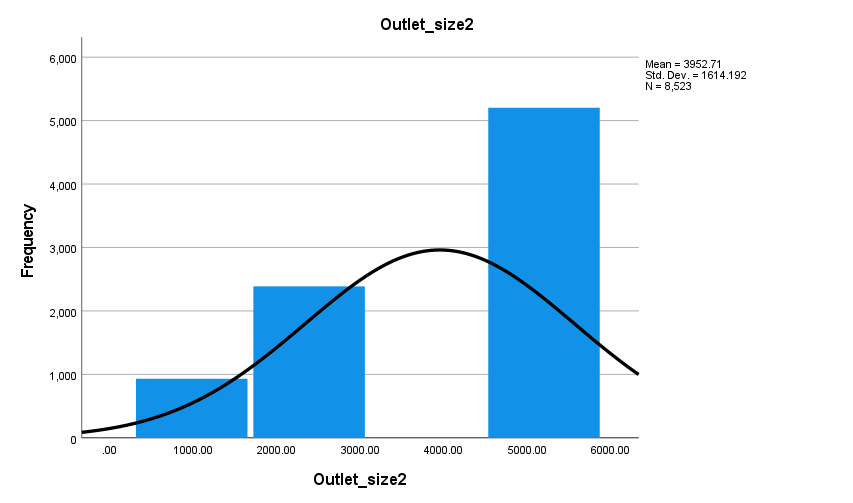 Outlet_size2
Mean = 3952.71
Std. Dev. = 1614.192
N = 8,523
Frequency
6,000
5,000
4,000
3,000
2,000
1,000
0
.00 1000.00 2000.00 3000.00 4000.00 5000.00 6000.00
Outlet_size2